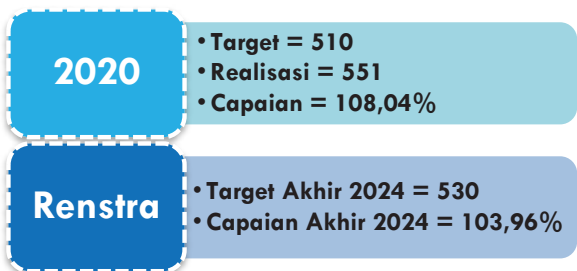 2020
• Target = 510
• Realisasi = 551
• Capaian = 108,04%
Renstra
• Target Akhir 2024 = 530
• Capaian Akhir 2024 = 103,96%